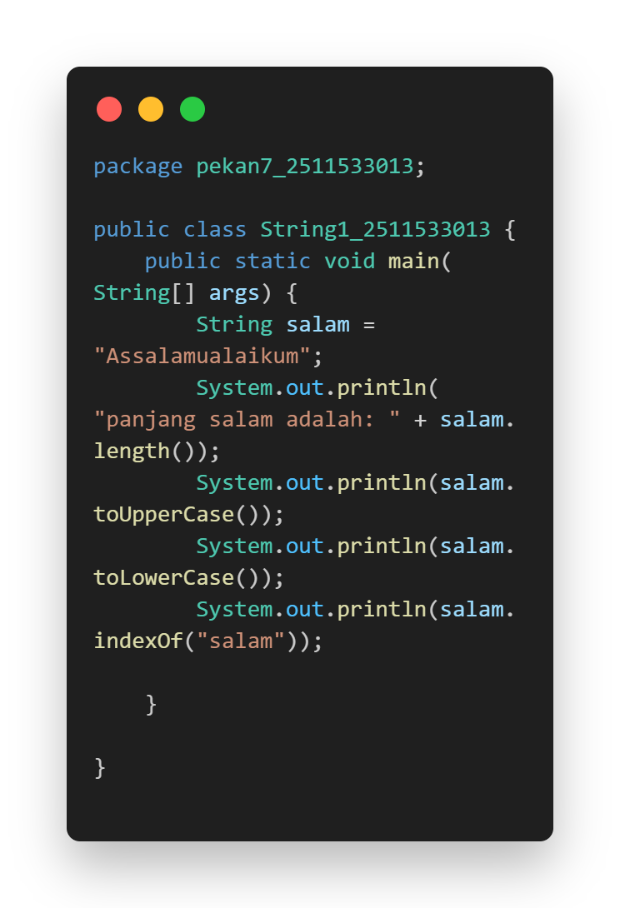 package pekan7_2511533013;
public class String1_2511533013 {
    public static void main(
String[] args) {
        String salam =
"Assalamualaikum";
        System.out.println(
"panjang salam adalah: " + salam.
length());
        System.out.println(salam.
toUpperCase());
        System.out.println(salam.
toLowerCase());
        System.out.println(salam.
indexOf("salam"));
    }
}